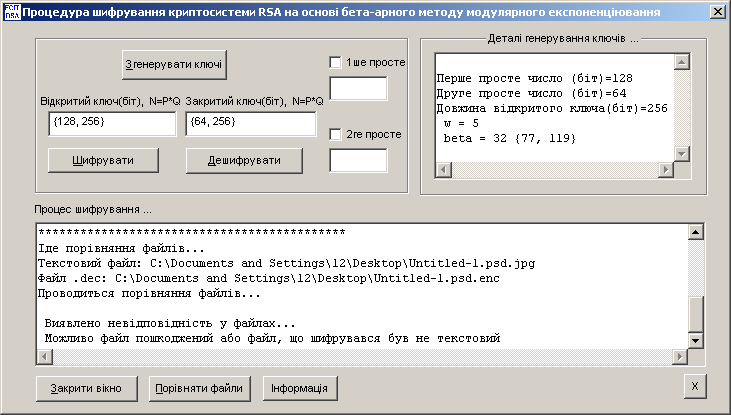 FCIT
DSA
Процедура шифрування криптосистеми RSA на основі бета-арного методу модулярного експоненціювання
Згенерувати ключі
1ше просте
Відкритий ключ(біт), N=P*Q
Закритий ключ(біт), N=P*Q
{128, 256}
{64, 256}
2ге просте
Шифрувати
Дешифрувати
Деталі генерування ключів ...
Перше просте число (біт)=128
Друге просте число (біт)=64
Довжина відкритого ключа(біт)=256
w = 5
beta = 32 {77, 119}
Процес шифрування ...
********************************************
Іде порівняння файлів...
Текстовий файл: C:\Documents and Settings\12\Desktop\Untitled-1.psd.jpg
Файл .dec: C:\Documents and Settings\12\Desktop\Untitled-1.psd.enc
Проводиться порівняння файлів...
Виявлено невідповідність у файлах...
Можливо файл пошкоджений або файл, що шифрувався був не текстовий
Закрити вікно
Порівняти файли
Інформація
X